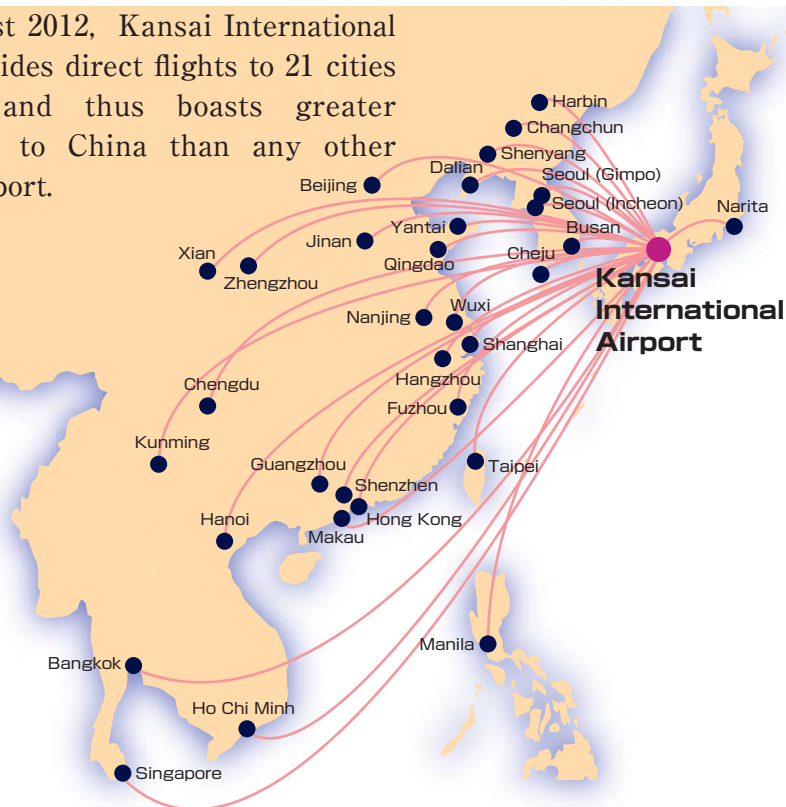 st 2012, Kansai International
ides direct flights to 21 cities
and thus boasts greater
to China than any other
port.
Harbin
Changchun
Shenyang
Dalian
Seoul (Gimpo)
Beijing
Seoul (Incheon)
Narita
Yantai
Busan
Jinan
Xian
Qingdao
Cheju
Zhengzhou
Kansai
International
Airport
Wuxi
Nanjing
Shanghai
Hangzhou
Chengdu
Fuzhou
Kunming
Guangzhou
Taipei
Shenzhen
Hanoi
Hong Kong
Makau
Manila
Bangkok
Ho Chi Minh
Singapore